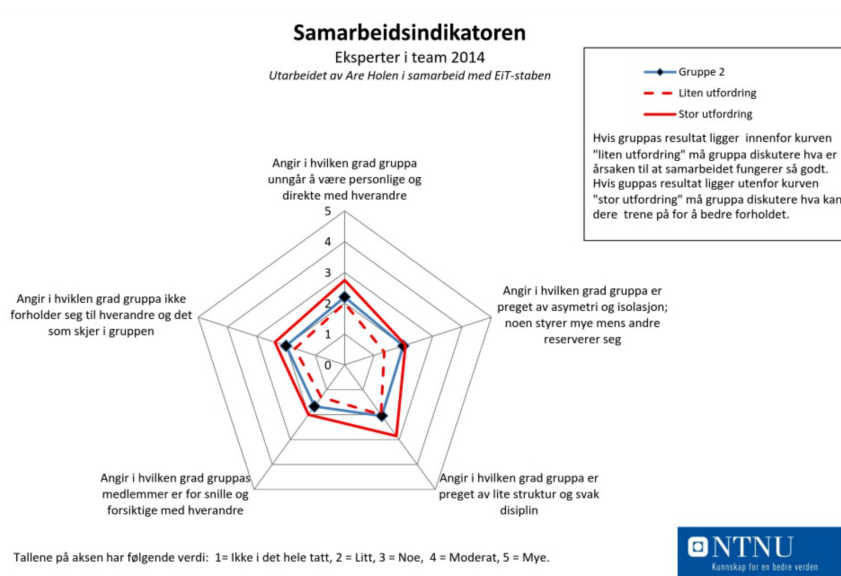 Samarbeidsindikatoren
Eksperter i team 2014
Utarbeidet av Are Holen i samarbeid med EiT-staben
Gruppe 2
Liten utfordring
Stor utfordring
Hvis gruppas resultat ligger innenfor kurven
"liten utfordring" må gruppa diskutere hva er
årsaken til at samarbeidet fungerer så godt.
Hvis guppas resultat ligger utenfor kurven
"stor utfordring" må gruppa diskutere hva kan
dere trene på for å bedre forholdet.
Angir i hvilken grad gruppa
unngår å være personlige og
direkte med hverandre
5
4
3
2
1
0
Angir i hvilken grad gruppa er
preget av asymetri og isolasjon;
noen styrer mye mens andre
reserverer seg
Angir i hviklen grad gruppa ikke
forholder seg til hverandre og det
som skjer i gruppen
Angir i hvilken grad gruppas
medlemmer er for snille og
forsiktige med hverandre
Angir i hvilken grad gruppa er
preget av lite struktur og svak
disiplin
Tallene på aksen har følgende verdi: 1= Ikke i det hele tatt, 2 = Litt, 3 = Noe, 4 = Moderat, 5 = Mye.
NTNU
Kunnskap for en bedre verden